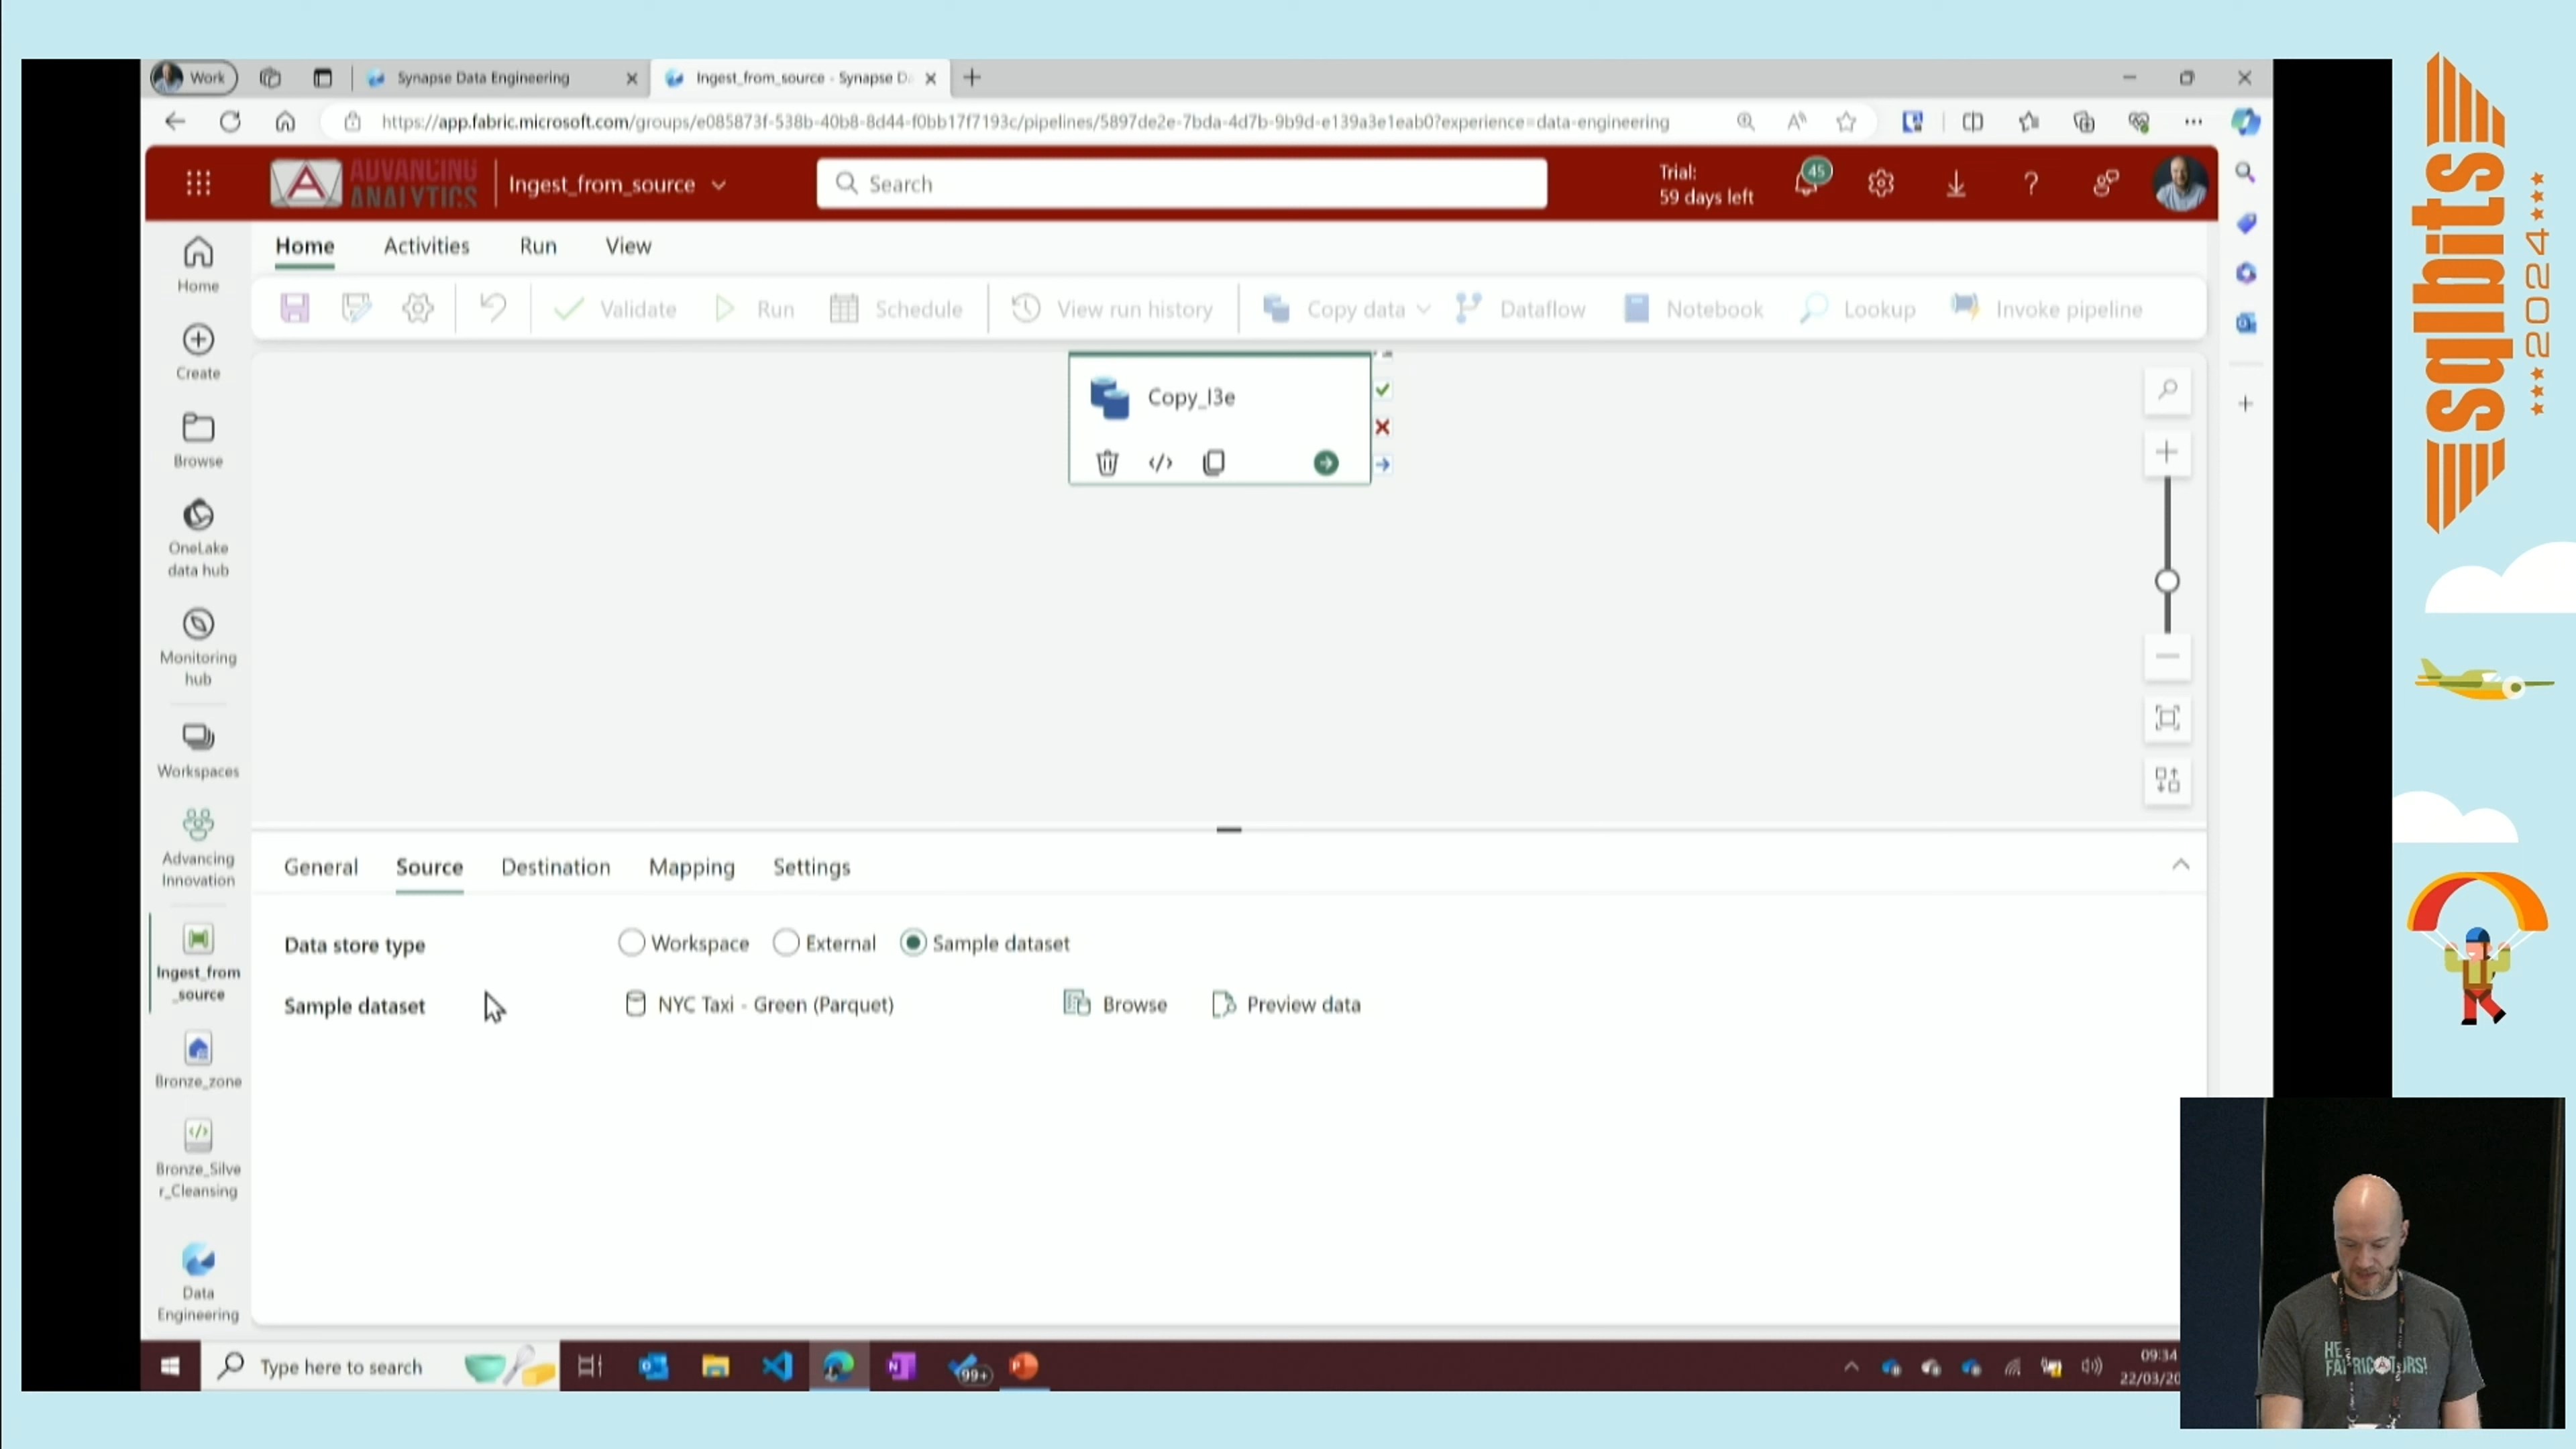 Work
Synapse Data Engineering
Ingest_from_source - Synapse D
https://app.fabric.microsoft.com/groups/e085873f-538b-40b8-8d44-f0bb17f7193c/pipelines/5897de2e-7bda-4d7b-9b9d-e139a3e1eab0?experience=data-engineering
ADVANCING
ANALYTICS
Ingest_from_source
Search
Trial:
59 days left
45
Home
Activities
Run
View
Validate
Run
Schedule
View run history
Copy data
Dataflow
Notebook
Lookup
Invoke pipeline
Home
Create
Browse
OneLake
data hub
Monitoring
hub
Workspaces
Advancing
Innovation
Ingest_from
_source
Bronze_zone
Bronze_Silve
r_Cleansing
Data
Engineering
Copy_l3e
General
Source
Destination
Mapping
Settings
Data store type
Workspace
External
Sample dataset
Sample dataset
NYC Taxi - Green (Parquet)
Browse
Preview data
Type here to search
99+
09:34
22/03/20
sqlbits
2024